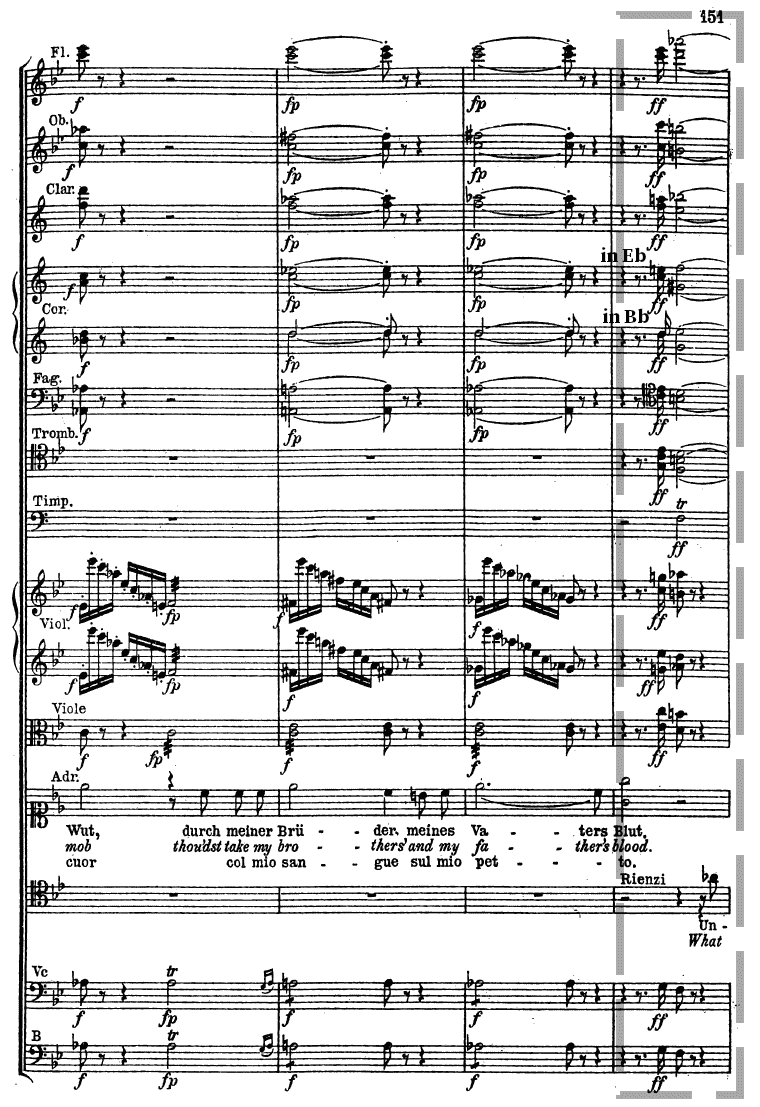 151
Fl.
f fp fp ff
Ob.
f fp fp ff
Clar.
f fp fp ff
in Eb
f fp fp ff
Cor.
in Bb
f fp fp ff
Fag.
f fp fp ff
Tromb.
ff
Timp.
tr
ff
f fp f f ff
Viol.
f fp f f ff
Viole
f fp f f ff
Adr.
Wut, durch meiner Brü - - der, meines Va - - ters Blut,
mob thou'dst take my bro - - thers' and my fa - - ther's blood.
cuor col mio san - - gue sul mio pet - - to.
Rienzi
Un -
What
Vc
tr
f fp f f ff
B
tr
f fp f f ff